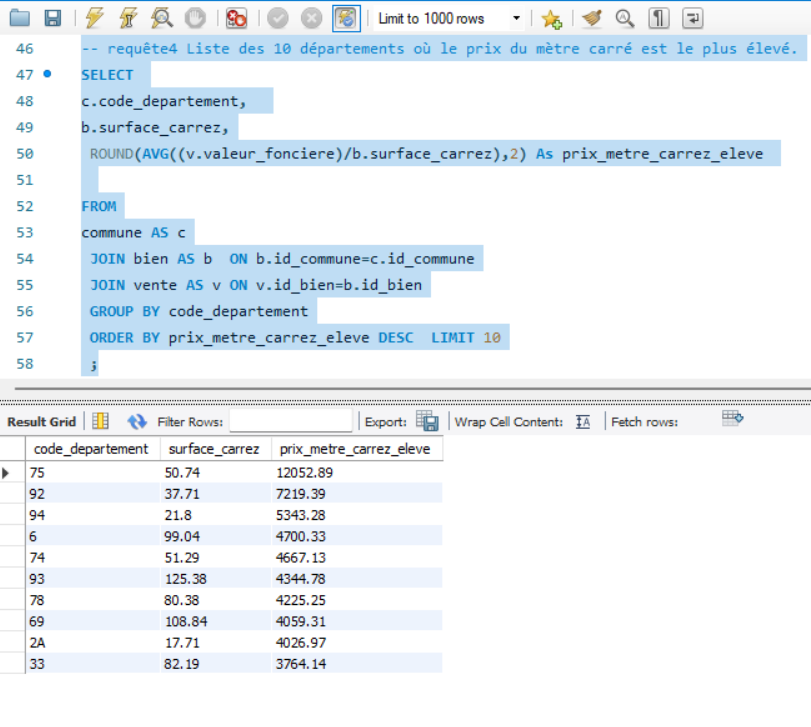 Limit to 1000 rows
46 -- requête4 Liste des 10 départements où le prix du mètre carré est le plus élevé.
47 SELECT
48 c.code_departement,
49 b.surface_carrez,
50 ROUND(AVG((v.valeur_fonciere)/b.surface_carrez),2) As prix_metre_carrez_eleve
51
52 FROM
53 commune AS c
54 JOIN bien AS b ON b.id_commune=c.id_commune
55 JOIN vente AS v ON v.id_bien=b.id_bien
56 GROUP BY code_departement
57 ORDER BY prix_metre_carrez_eleve DESC LIMIT 10
58 ;
Result Grid Filter Rows: Export: Wrap Cell Content: Fetch rows:
code_departement surface_carrez prix_metre_carrez_eleve
75 50.74 12052.89
92 37.71 7219.39
94 21.8 5343.28
6 99.04 4700.33
74 51.29 4667.13
93 125.38 4344.78
78 80.38 4225.25
69 108.84 4059.31
2A 17.71 4026.97
33 82.19 3764.14